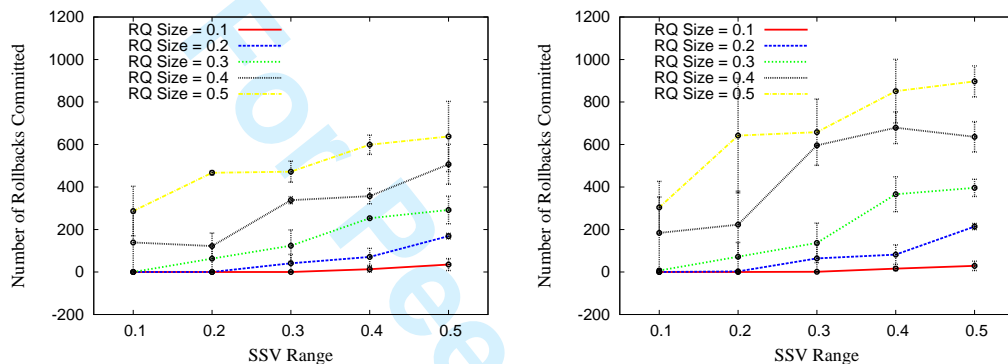 1200
1000
800
600
400
200
0
-200
0.1 0.2 0.3 0.4 0.5
Number of Rollbacks Committed
SSV Range
RQ Size = 0.1
RQ Size = 0.2
RQ Size = 0.3
RQ Size = 0.4
RQ Size = 0.5
For Pee
1200
1000
800
600
400
200
0
-200
0.1 0.2 0.3 0.4 0.5
Number of Rollbacks Committed
SSV Range
RQ Size = 0.1
RQ Size = 0.2
RQ Size = 0.3
RQ Size = 0.4
RQ Size = 0.5